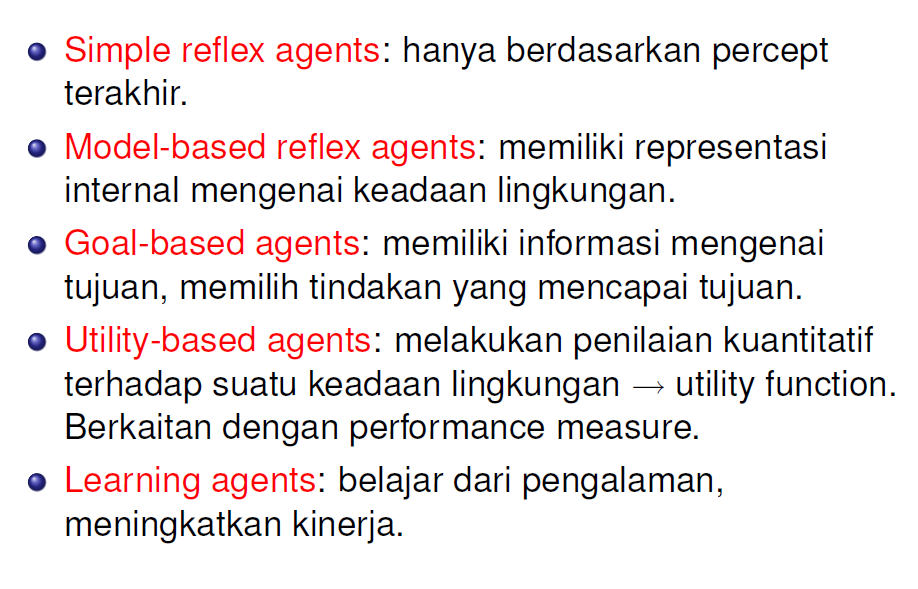 Simple reflex agents: hanya berdasarkan percept
terakhir.
Model-based reflex agents: memiliki representasi
internal mengenai keadaan lingkungan.
Goal-based agents: memiliki informasi mengenai
tujuan, memilih tindakan yang mencapai tujuan.
Utility-based agents: melakukan penilaian kuantitatif
terhadap suatu keadaan lingkungan → utility function.
Berkaitan dengan performance measure.
Learning agents: belajar dari pengalaman,
meningkatkan kinerja.